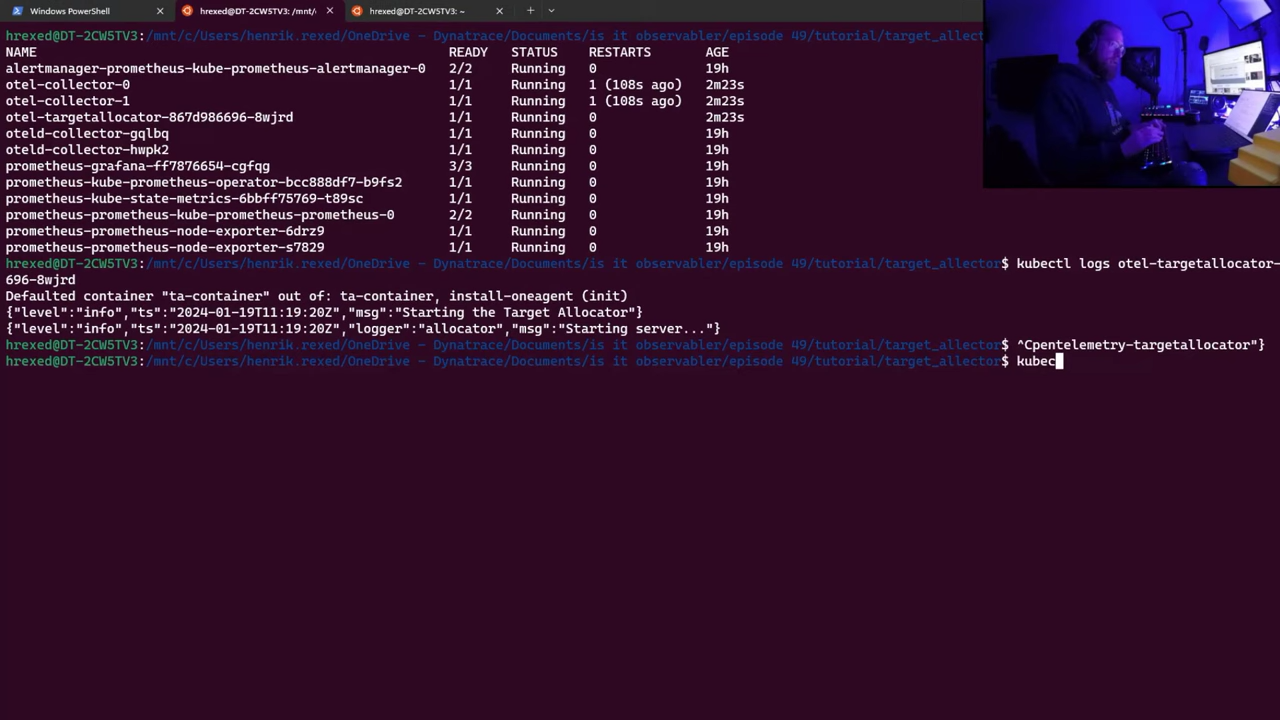 Windows PowerShell
hrexed@DT-2CW5TV3: /mnt/
hrexed@DT-2CW5TV3: ~
hrexed@DT-2CW5TV3:/mnt/c/Users/henrik.rexed/OneDrive - Dynatrace/Documents/is it observabler/episode 49/tutorial/target_allect
NAME READY STATUS RESTARTS AGE
alertmanager-prometheus-kube-prometheus-alertmanager-0 2/2 Running 0 19h
otel-collector-0 1/1 Running 1 (108s ago) 2m23s
otel-collector-1 1/1 Running 1 (108s ago) 2m23s
otel-targetallocator-867d986696-8wjrd 1/1 Running 0 2m23s
oteld-collector-gqlbq 1/1 Running 0 19h
oteld-collector-hwpk2 1/1 Running 0 19h
prometheus-grafana-ff7876654-cgfqg 3/3 Running 0 19h
prometheus-kube-prometheus-operator-bcc888df7-b9fs2 1/1 Running 0 19h
prometheus-kube-state-metrics-6bbff75769-t89sc 1/1 Running 0 19h
prometheus-prometheus-kube-prometheus-prometheus-0 2/2 Running 0 19h
prometheus-prometheus-node-exporter-6drz9 1/1 Running 0 19h
prometheus-prometheus-node-exporter-s7829 1/1 Running 0 19h
hrexed@DT-2CW5TV3:/mnt/c/Users/henrik.rexed/OneDrive - Dynatrace/Documents/is it observabler/episode 49/tutorial/target_allector$ kubectl logs otel-targetallocator-
696-8wjrd
Defaulted container "ta-container" out of: ta-container, install-oneagent (init)
{"level":"info","ts":"2024-01-19T11:19:20Z","msg":"Starting the Target Allocator"}
{"level":"info","ts":"2024-01-19T11:19:20Z","logger":"allocator","msg":"Starting server..."}
hrexed@DT-2CW5TV3:/mnt/c/Users/henrik.rexed/OneDrive - Dynatrace/Documents/is it observabler/episode 49/tutorial/target_allector$ ^Cpentelemetry-targetallocator"}
hrexed@DT-2CW5TV3:/mnt/c/Users/henrik.rexed/OneDrive - Dynatrace/Documents/is it observabler/episode 49/tutorial/target_allector$ kubec